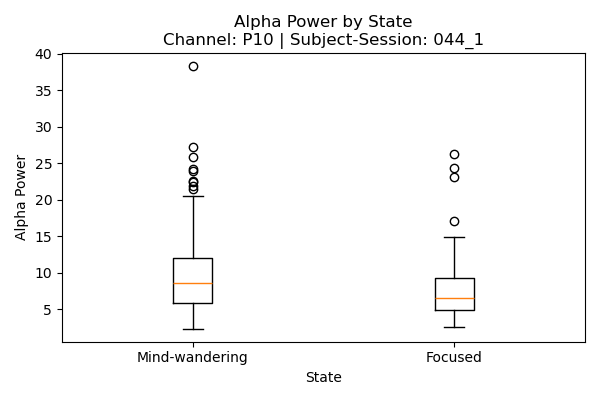 Alpha Power by State
Channel: P10 | Subject-Session: 044_1
40
35
30
25
20
15
10
5
Alpha Power
Mind-wandering
Focused
State